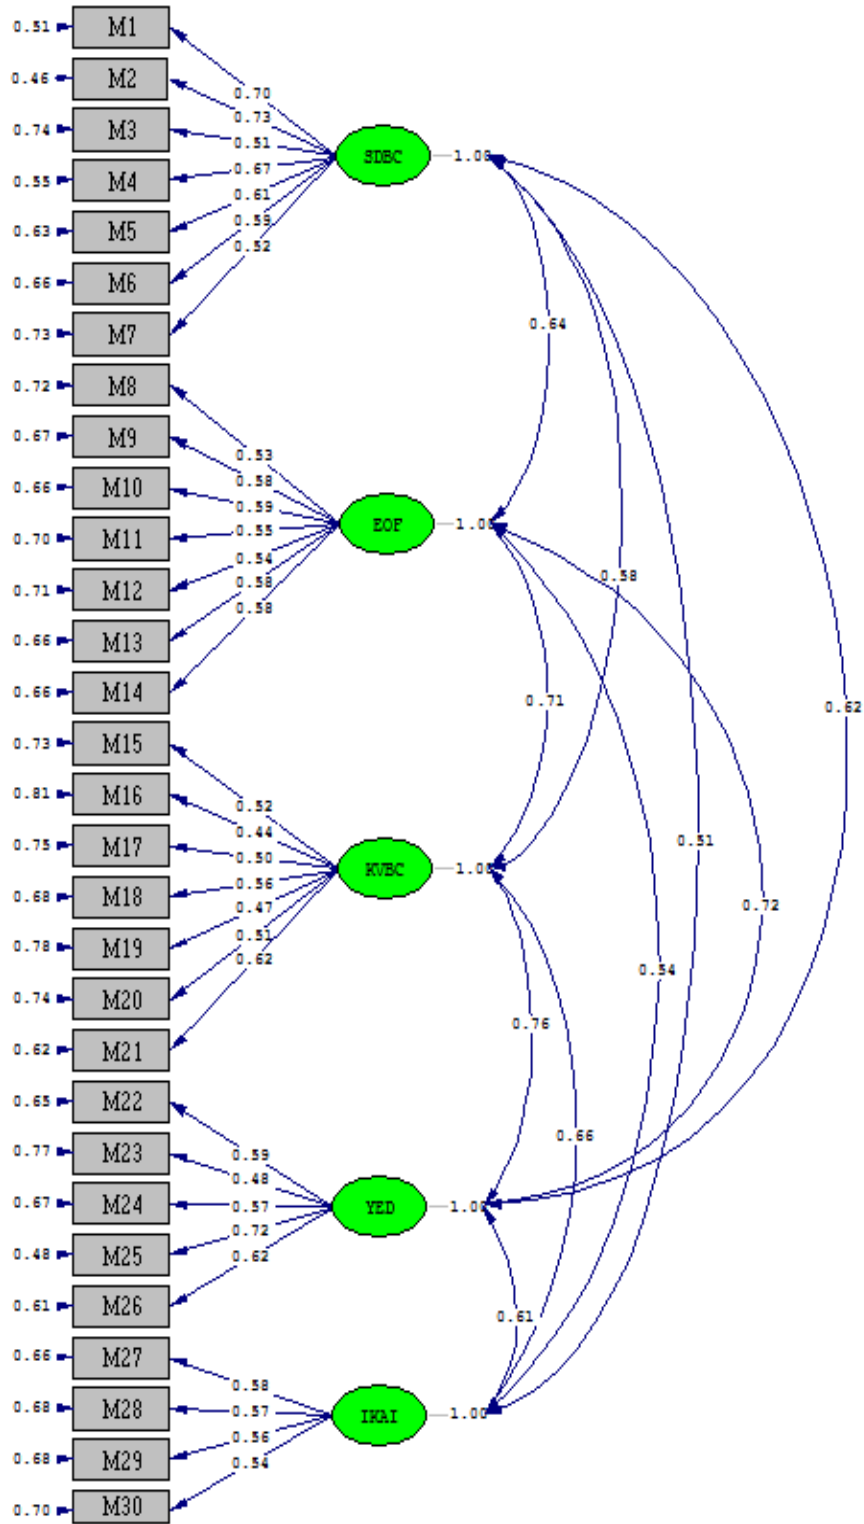 0.51 M1
0.46 M2
0.70
0.73
0.74 M3
0.51
SDBC 1.00
0.55 M4
0.67
0.61
0.63 M5
0.59
0.52
0.66 M6
0.64
0.73 M7
0.72 M8
0.67 M9
0.53
0.58
0.66 M10
0.59
EOF 1.00
0.70 M11
0.55
0.54
0.71 M12
0.58
0.58
0.58
0.66 M13
0.66 M14
0.71
0.62
0.73 M15
0.81 M16
0.52
0.44
0.75 M17
0.50
0.51
KVBC 1.00
0.68 M18
0.56
0.47
0.72
0.78 M19
0.51
0.62
0.54
0.74 M20
0.76
0.62 M21
0.65 M22
0.66
0.77 M23
0.59
0.48
0.67 M24
0.57
YED 1.00
0.72
0.48 M25
0.62
0.61 M26
0.61
0.66 M27
0.58
0.68 M28
0.57
IKAI 1.00
0.56
0.68 M29
0.54
0.70 M30